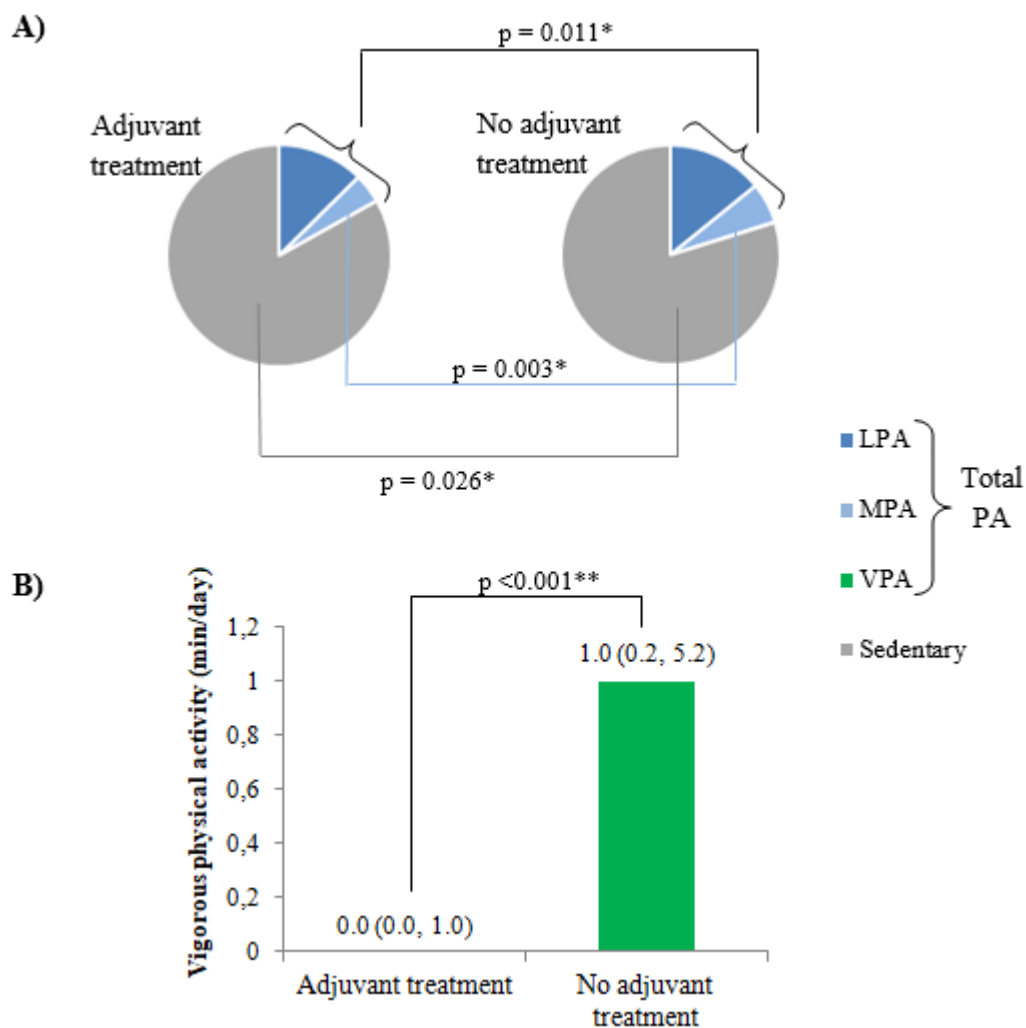 A)
p = 0.011*
Adjuvant
treatment
No adjuvant
treatment
p = 0.003*
p = 0.026*
LPA
MPA
VPA
Total
PA
Sedentary
B)
p <0.001**
Vigorous physical activity (min/day)
1,2
1
0,8
0,6
0,4
0,2
0
1.0 (0.2, 5.2)
0.0 (0.0, 1.0)
Adjuvant treatment
No adjuvant
treatment